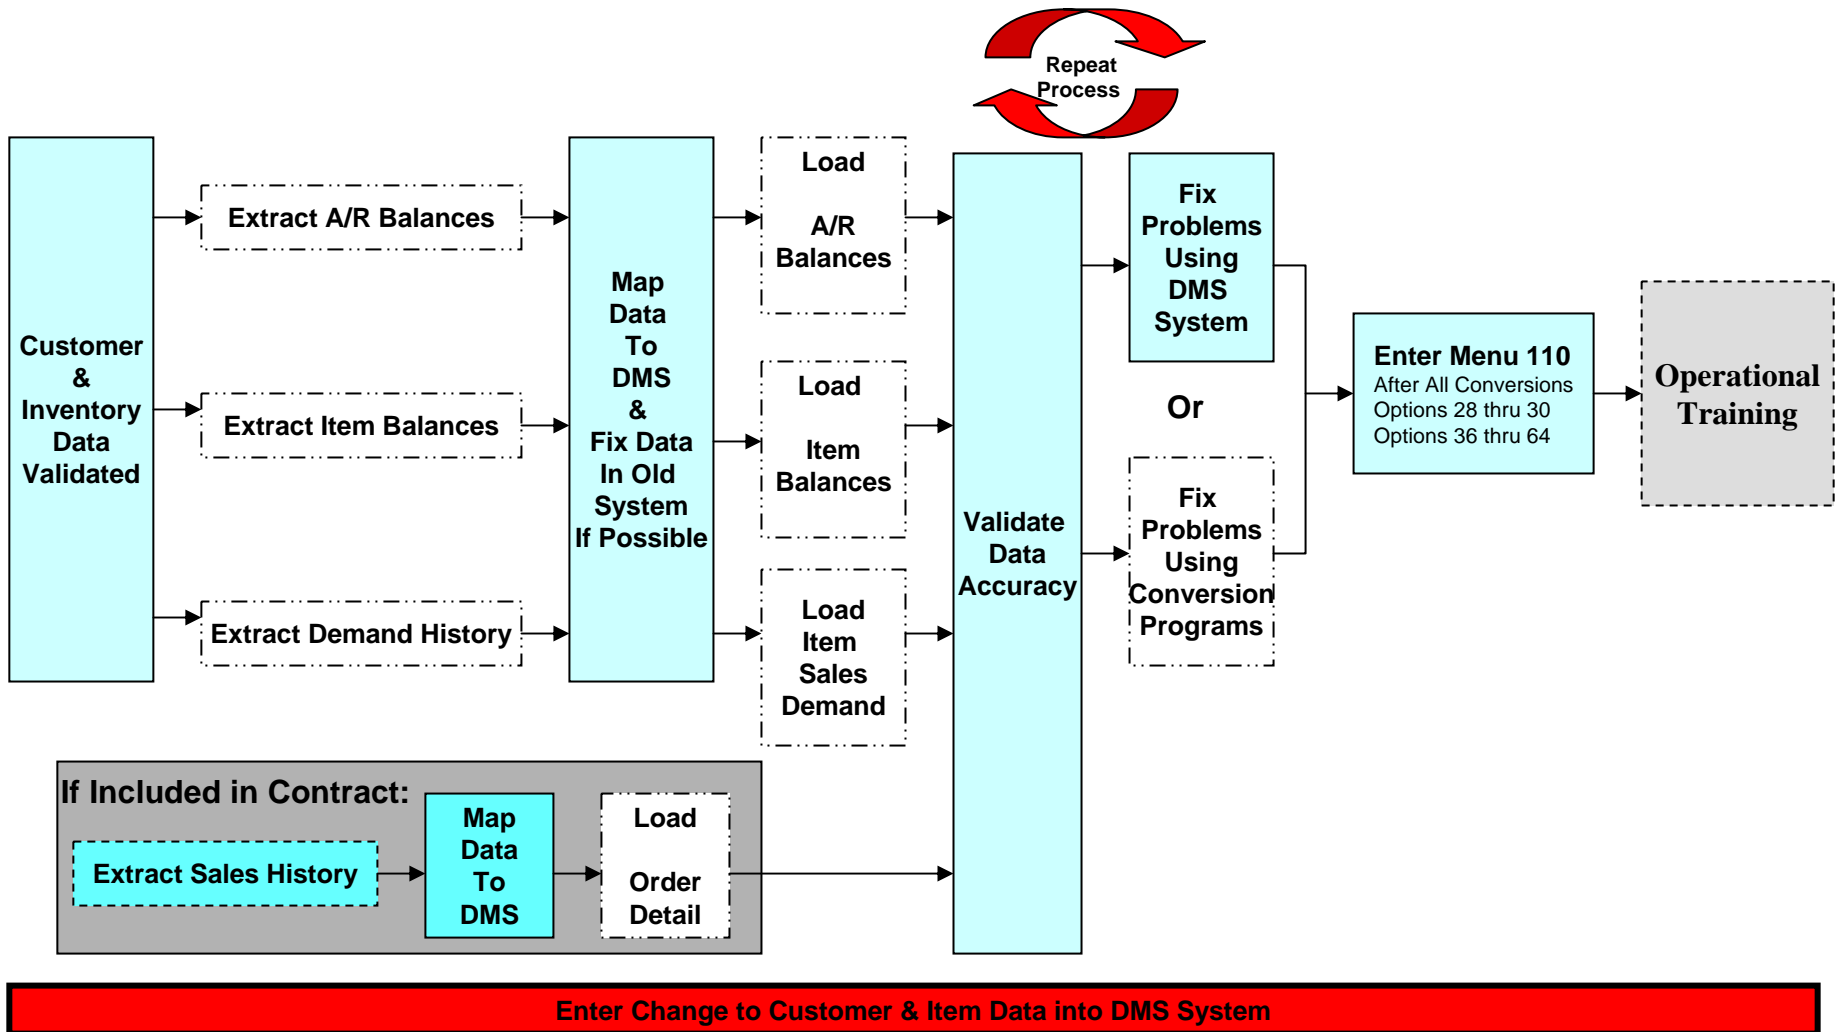 Repeat
Process
Customer
&
Inventory
Data
Validated
Extract A/R Balances
Extract Item Balances
Extract Demand History
Map
Data
To
DMS
&
Fix Data
In Old
System
If Possible
Load
A/R
Balances
Load
Item
Balances
Load
Item
Sales
Demand
Validate
Data
Accuracy
Fix
Problems
Using
DMS
System
Or
Fix
Problems
Using
Conversion
Programs
Enter Menu 110
After All Conversions
Options 28 thru 30
Options 36 thru 64
Operational
Training
If Included in Contract:
Extract Sales History
Map
Data
To
DMS
Load
Order
Detail
Enter Change to Customer & Item Data into DMS System